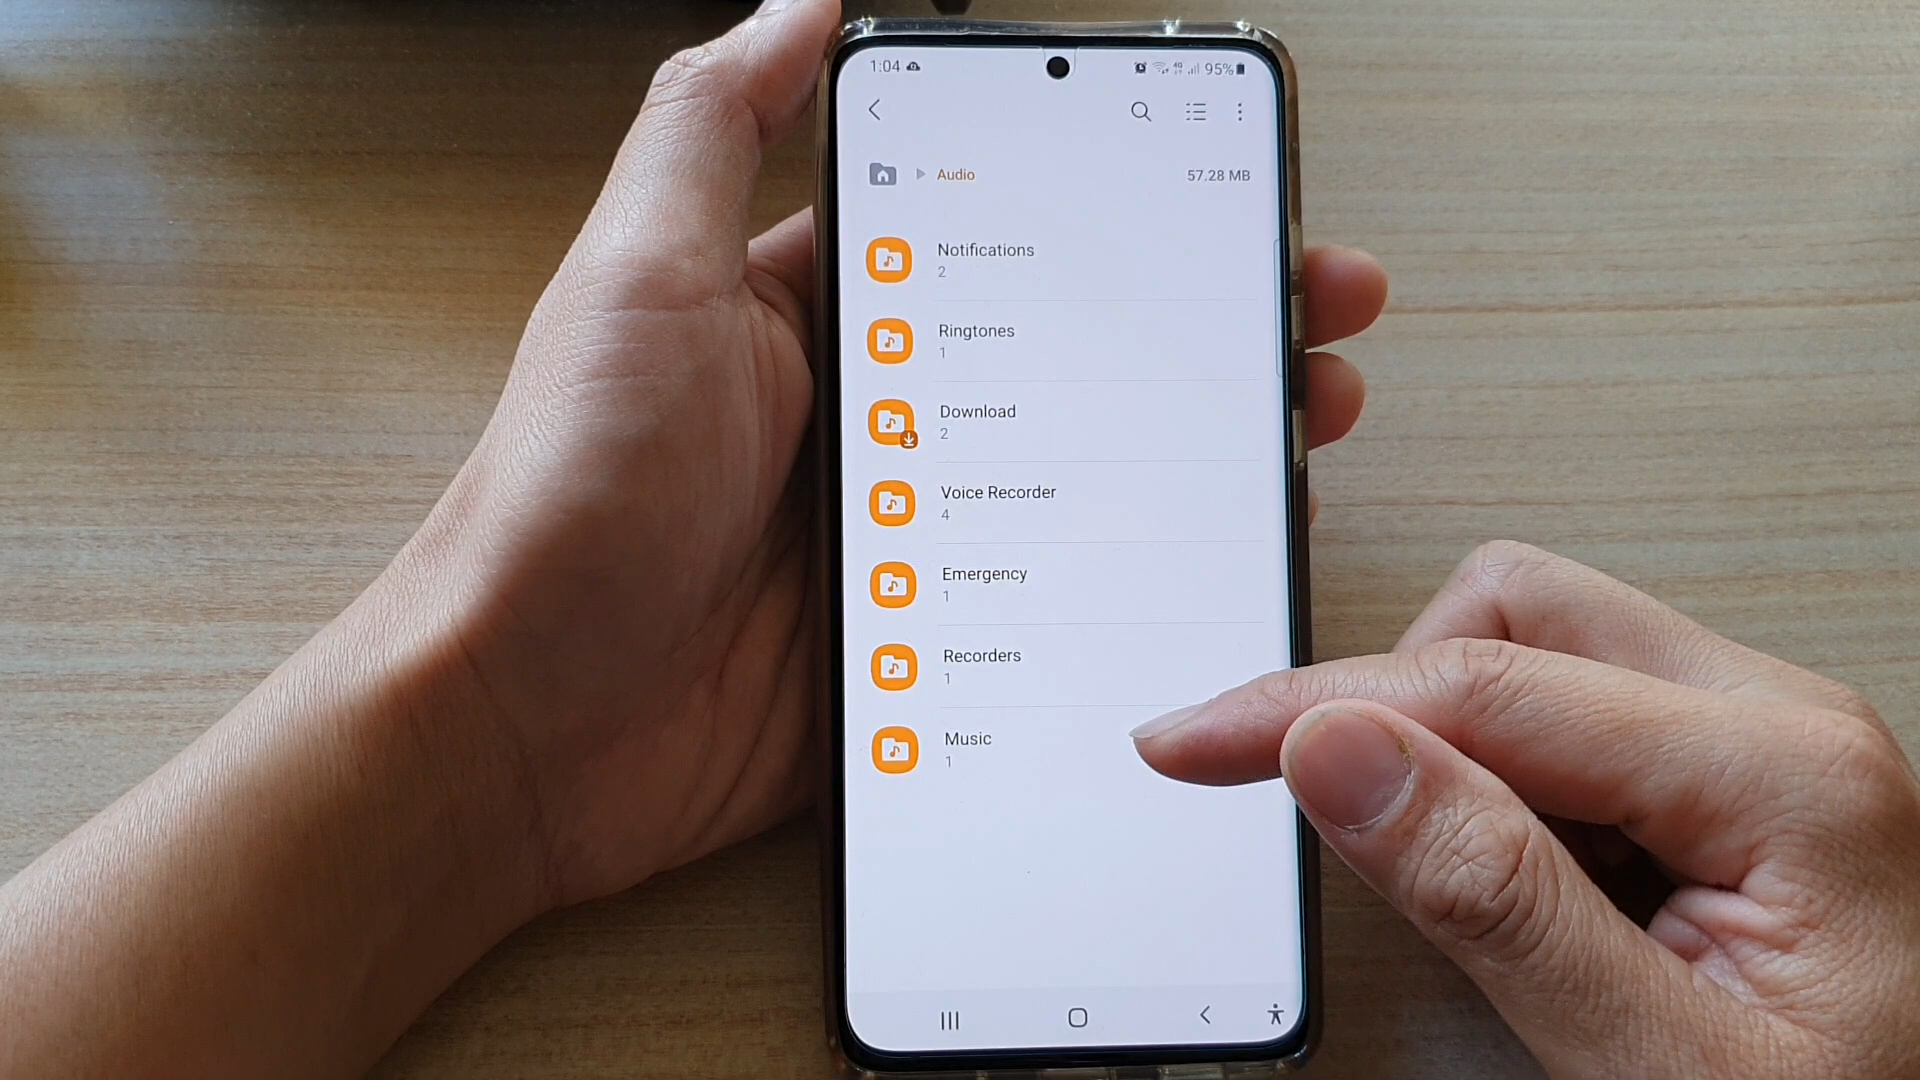 1:04
4G
95%
Audio
57.28 MB
Notifications
2
Ringtones
1
Download
2
Voice Recorder
4
Emergency
1
Recorders
1
Music
1